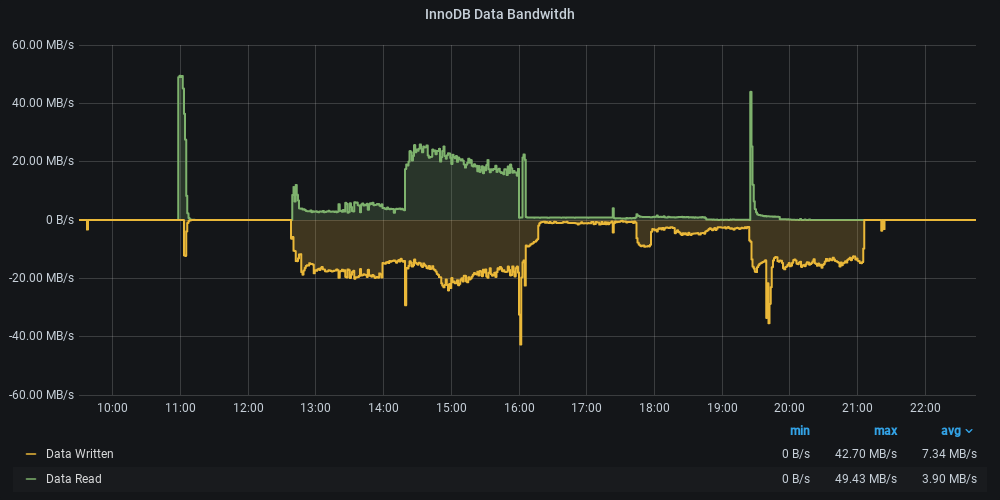 InnoDB Data Bandwitdh
60.00 MB/s
40.00 MB/s
20.00 MB/s
0 B/s
-20.00 MB/s
-40.00 MB/s
-60.00 MB/s
10:00 11:00 12:00 13:00 14:00 15:00 16:00 17:00 18:00 19:00 20:00 21:00 22:00
min max avg
Data Written 0 B/s 42.70 MB/s 7.34 MB/s
Data Read 0 B/s 49.43 MB/s 3.90 MB/s